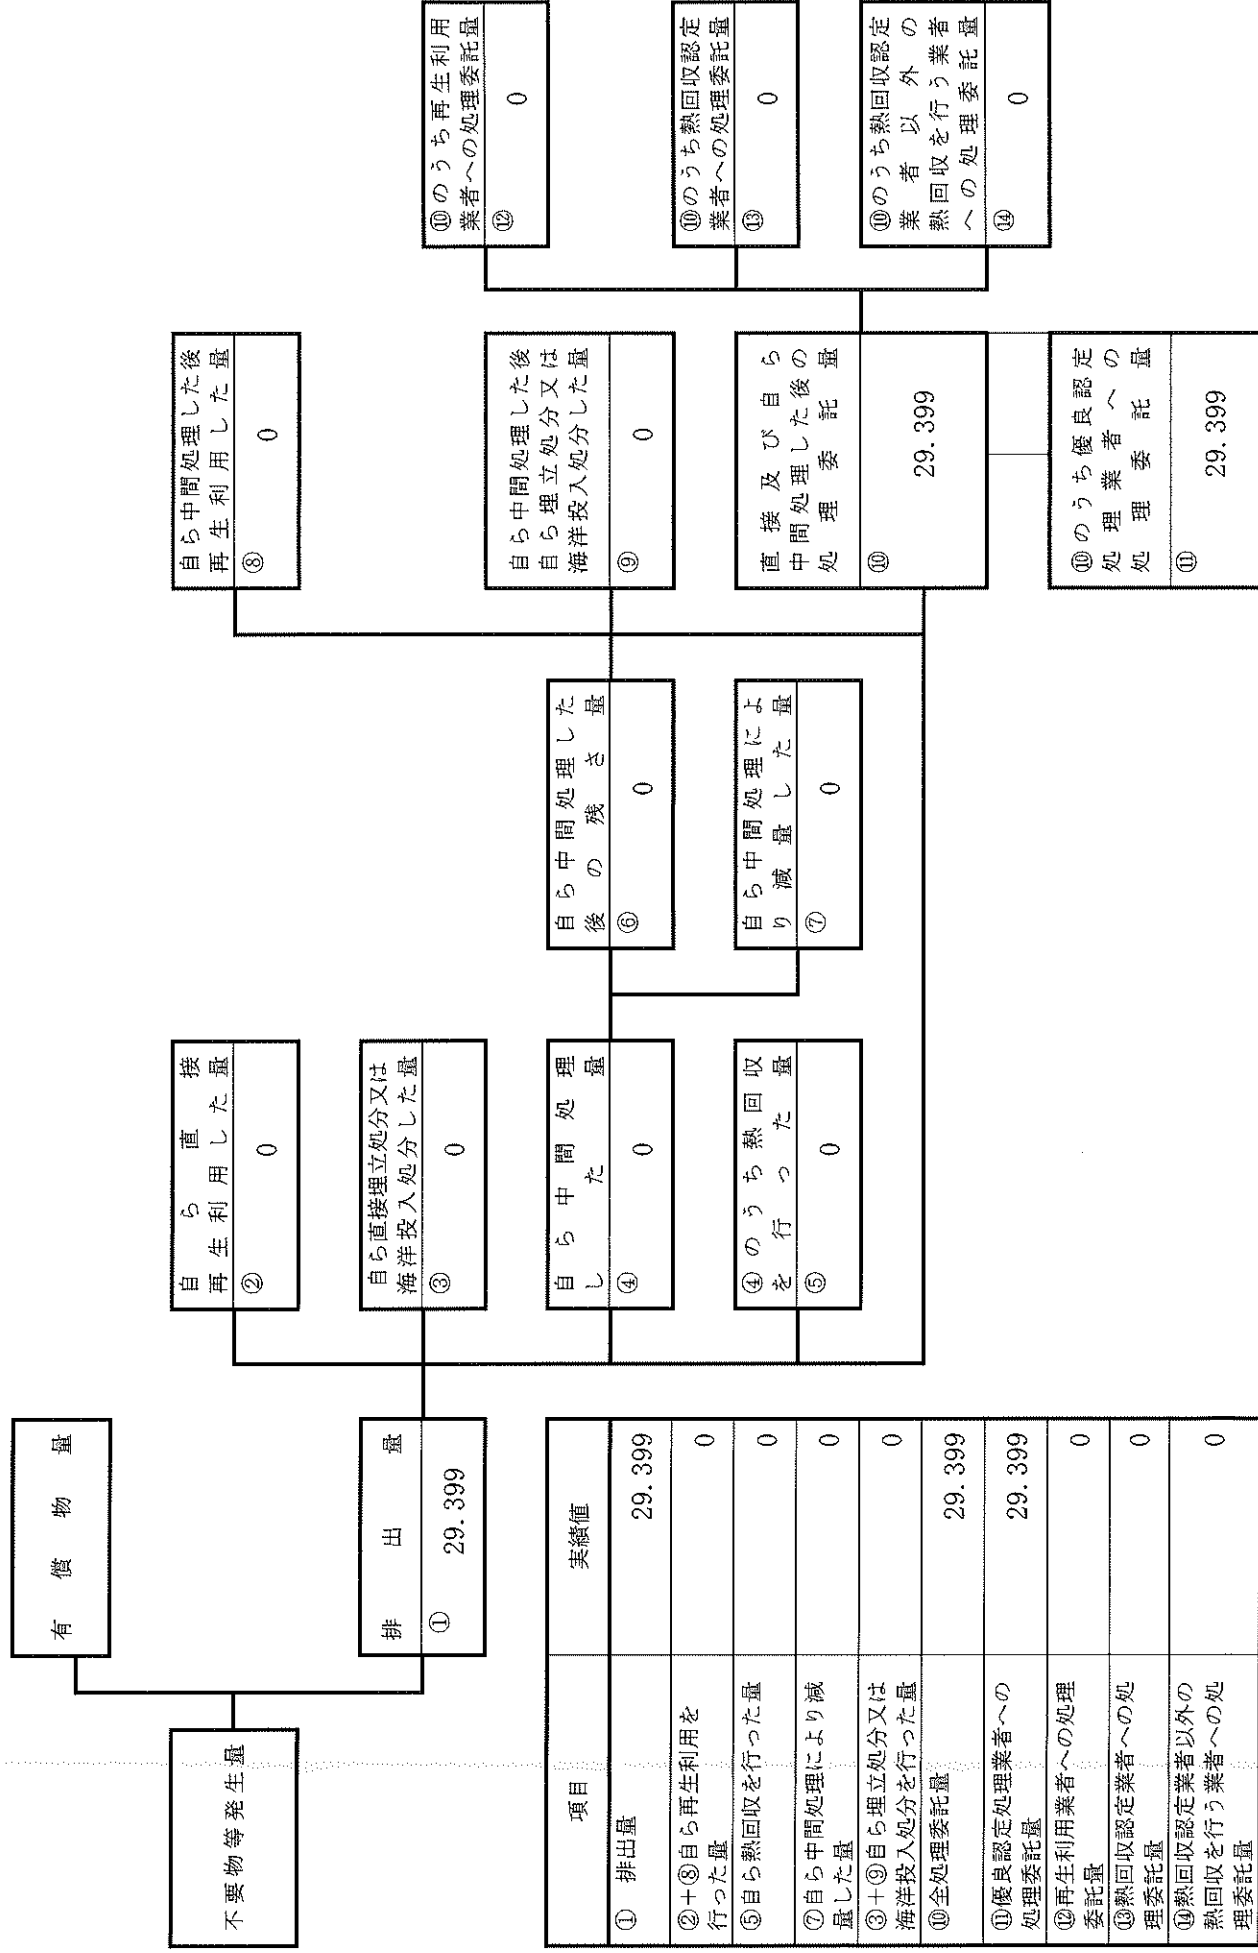 有償物量
不要物等発生量
排出量
① 29.399
自ら直接
再生利用した量
② 0
自ら直接埋立処分又は
海洋投入処分した量
③ 0
自ら中間処理
した量
④ 0
④のうち熱回収
を行った量
⑤ 0
自ら中間処理した
後の残さ量
⑥ 0
自ら中間処理によ
り減量した量
⑦ 0
自ら中間処理した後
再生利用した量
⑧ 0
自ら中間処理した後
自ら埋立処分又は
海洋投入処分した量
⑨ 0
直接及び自ら
中間処理した後の
処理委託量
⑩ 29.399
⑩のうち優良認定
処理業者への
処理委託量
⑪ 29.399
⑩のうち再生利用
業者への処理委託量
⑫ 0
⑩のうち熱回収認定
業者への処理委託量
⑬ 0
⑩のうち熱回収認定
業者以外の
熱回収を行う業者
への処理委託量
⑭ 0
項目 実績値
① 排出量 29.399
②+⑧自ら再生利用を
行った量 0
⑤自ら熱回収を行った量 0
⑦自ら中間処理により減
量した量 0
③+⑨自ら埋立処分又は
海洋投入処分を行った量 0
⑩全処理委託量 29.399
⑪優良認定処理業者への
処理委託量 29.399
⑫再生利用業者への処理
委託量 0
⑬熱回収認定業者への処
理委託量 0
⑭熱回収認定業者以外の
熱回収を行う業者への処
理委託量 0